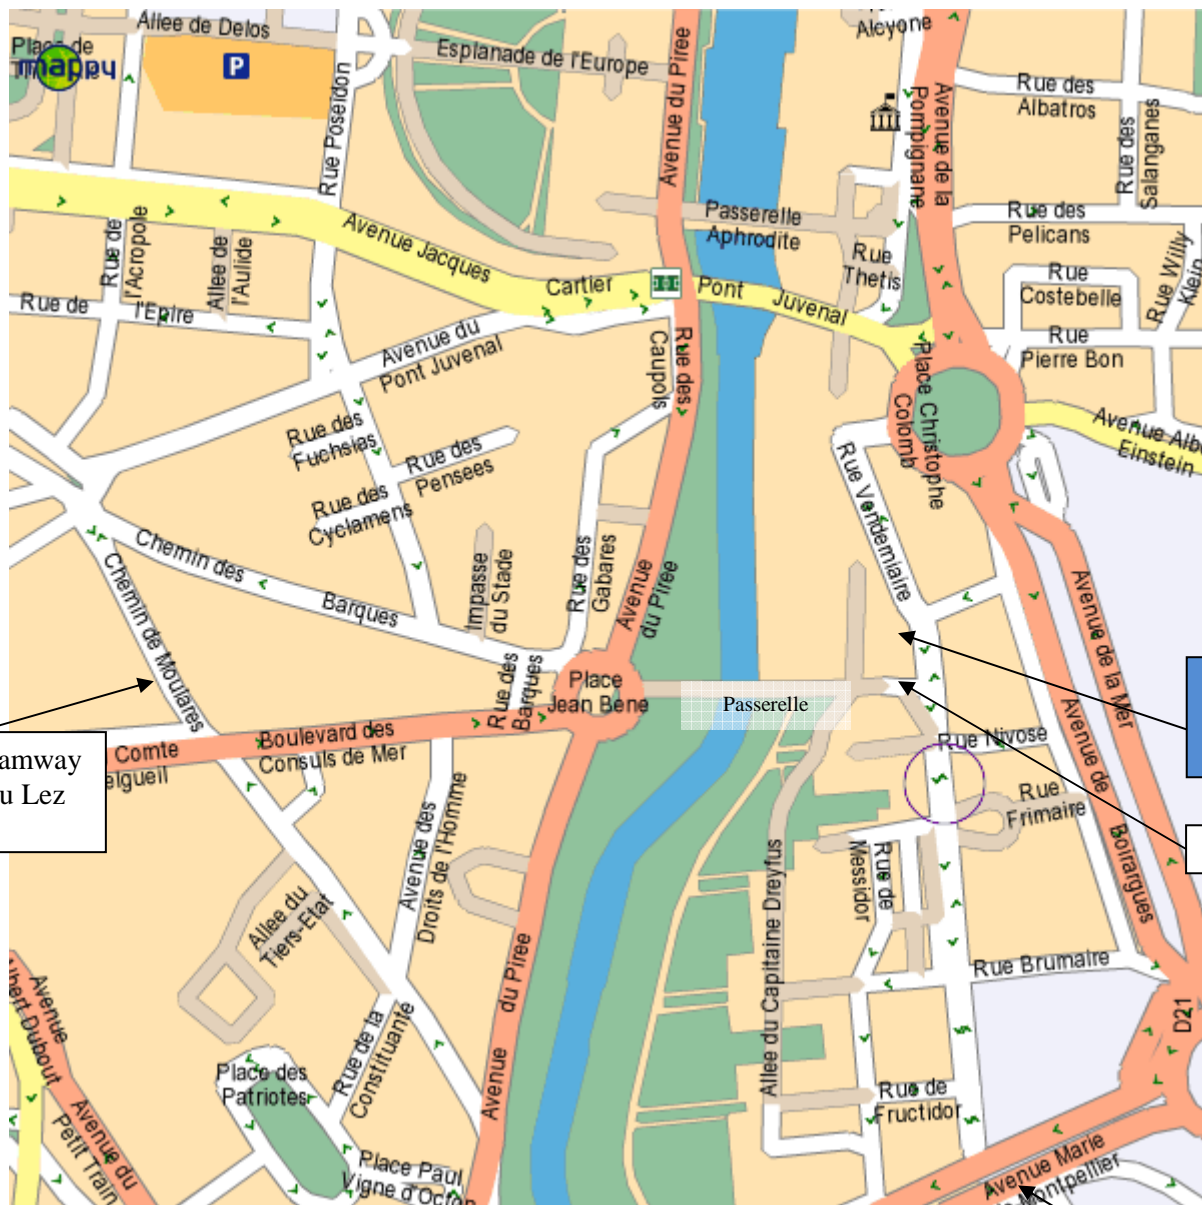 Allee de Delos
Place de
mappy
P
Esplanade de l'Europe
Avenue du Piree
Alcyone
Rue des
Albatros
Rue des
Salanganes
Avenue de la
Pompignane
Rue Poseidon
Passerelle
Aphrodite
Rue des
Pelicans
Rue
Thetis
Rue
Costebelle
Rue Willy
Klein
Rue de
l'Acropole
Allee de
l'Aulide
Avenue Jacques
Cartier
Pont
Juvenal
Rue de
l'Epire
Avenue du
Pont Juvenal
Rue des
Caupols
Rue
Pierre Bon
Place Christophe
Colomb
Avenue Albe
Einstein
Rue des
Fuchsias
Rue des
Pensees
Rue des
Cyclamens
Rue Vendemiaire
Chemin des
Barques
Impasse
du Stade
Rue des
Gabares
Avenue
du Piree
Chemin de Moulares
Avenue de la Mer
Rue des
Barques
Place
Jean Bene
Passerelle
Rue Nivose
Avenue de
Boirargues
amway
u Lez
Comte
elgueil
Boulevard des
Consuls de Mer
Rue
Frimaire
Avenue des
Droits de l'Homme
Rue de
Messidor
Allee du
Tiers-Etat
Allee du Capitaine Dreyfus
Avenue
du Piree
Rue Brumaire
D21
Avenue
lbert Dubout
Rue de la
Constituante
Place des
Patriotes
Rue de
Fructidor
Avenue du
Petit Train
Place Paul
Vigne d'Octon
Avenue Marie
Montpellier